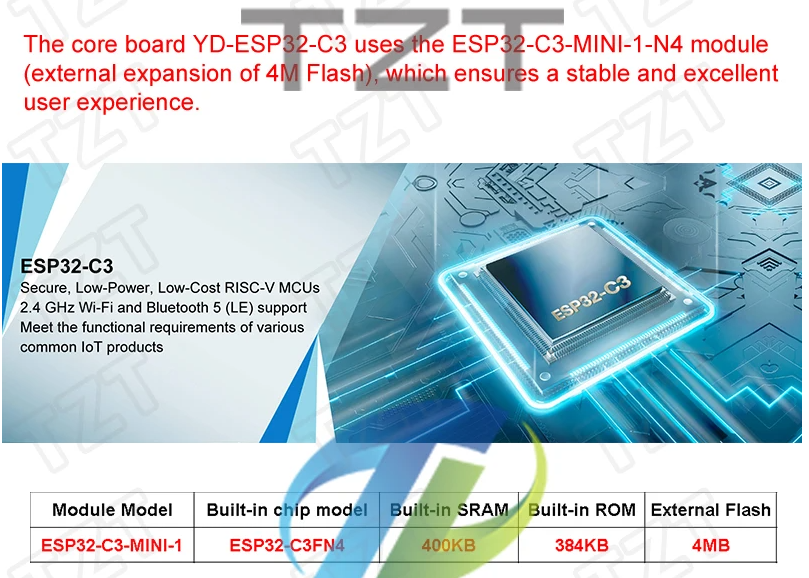 TZT
The core board YD-ESP32-C3 uses the ESP32-C3-MINI-1-N4 module
(external expansion of 4M Flash), which ensures a stable and excellent
user experience.
ESP32-C3
Secure, Low-Power, Low-Cost RISC-V MCUs
2.4 GHz Wi-Fi and Bluetooth 5 (LE) support
Meet the functional requirements of various
common IoT products
ESP32-C3
Module Model Built-in chip model Built-in SRAM Built-in ROM External Flash
ESP32-C3-MINI-1 ESP32-C3FN4 400KB 384KB 4MB